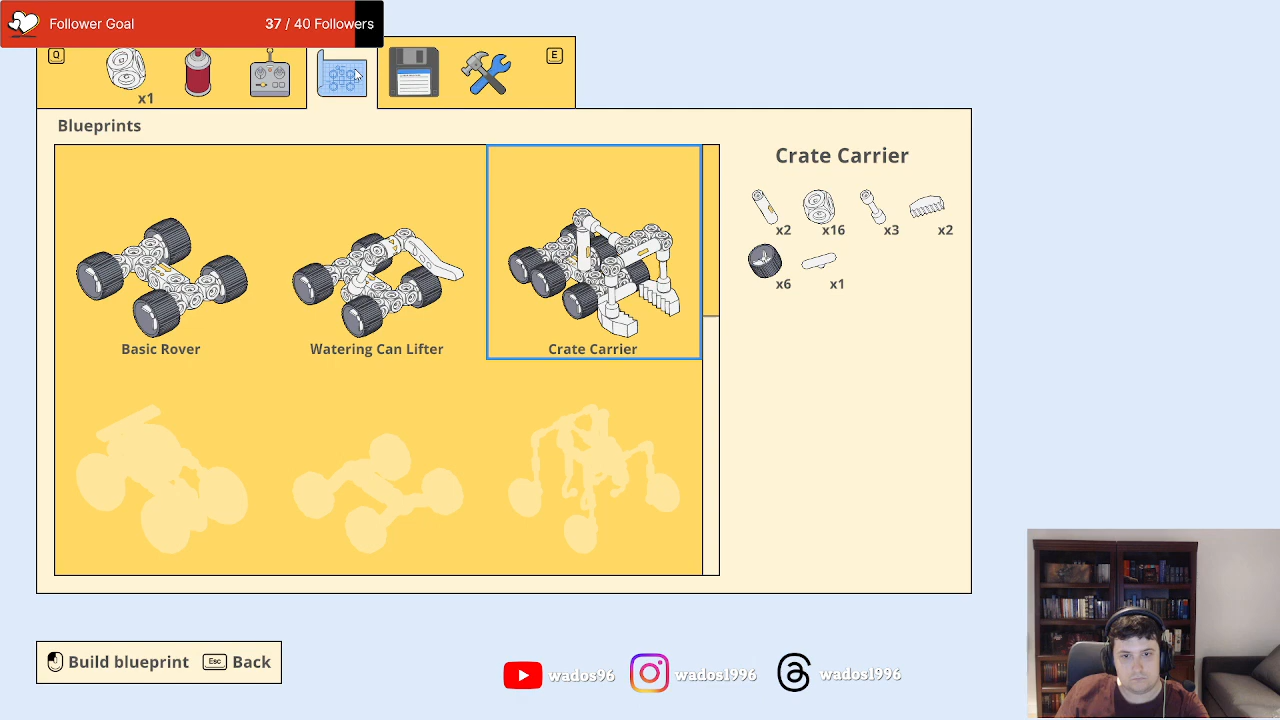 Follower Goal 37 / 40 Followers
Q E
x1
Blueprints
Crate Carrier
x2 x16 x3 x2
x6 x1
Basic Rover Watering Can Lifter Crate Carrier
Build blueprint Esc Back
wados96 wados1996 wados1996